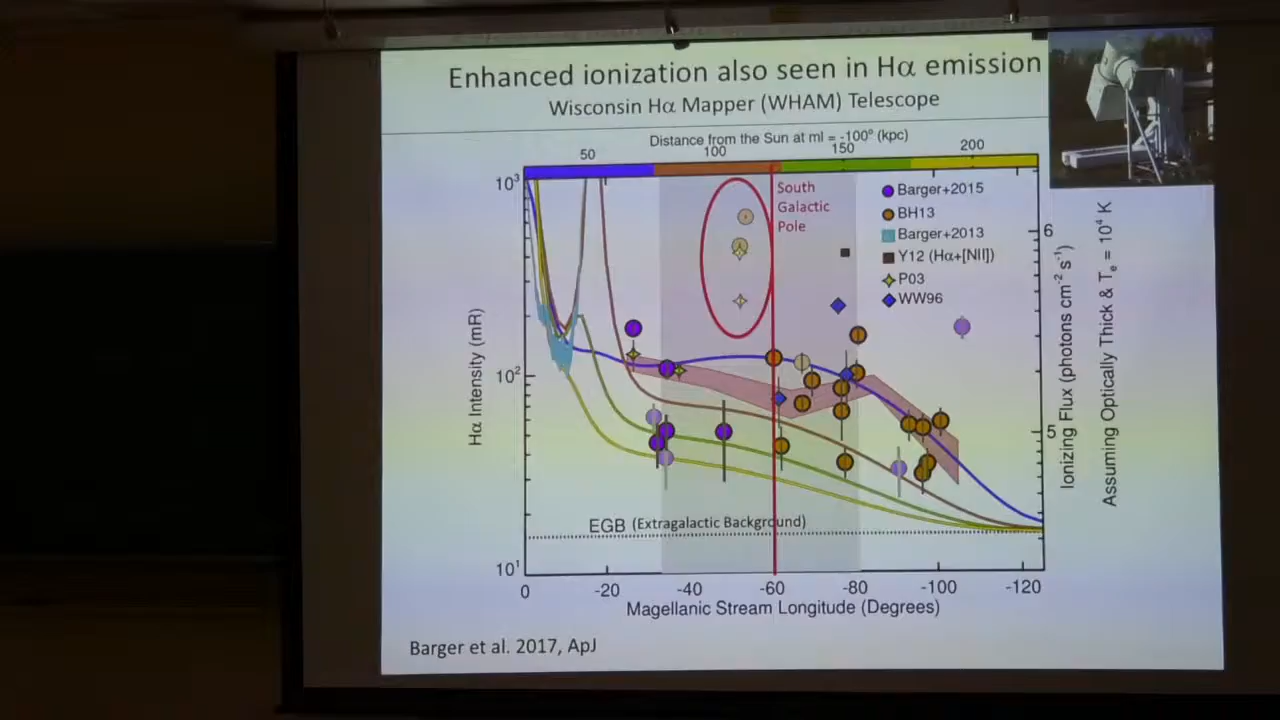 Enhanced ionization also seen in Hα emission
Wisconsin Hα Mapper (WHAM) Telescope
Distance from the Sun at ml = -100° (kpc)
50 100 150 200
10³
10²
10¹
Hα Intensity (mR)
South
Galactic
Pole
Barger+2015
BH13
Barger+2013
Y12 (Hα+[NII])
P03
WW96
6
5
Ionizing Flux (photons cm⁻² s⁻¹)
Assuming Optically Thick & Tₑ = 10⁴ K
EGB (Extragalactic Background)
0 -20 -40 -60 -80 -100 -120
Magellanic Stream Longitude (Degrees)
Barger et al. 2017, ApJ